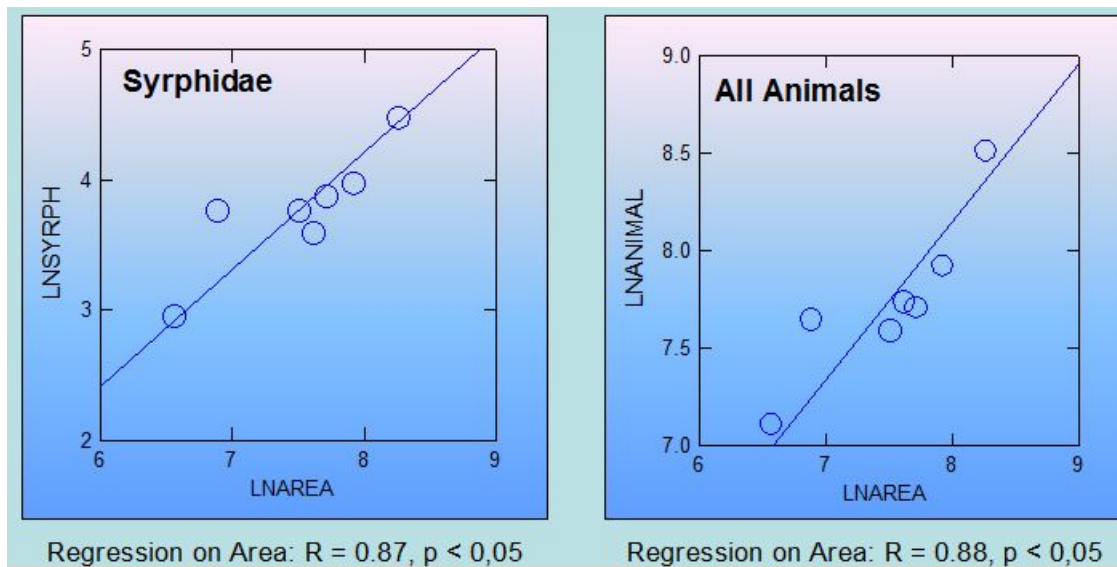 Syrphidae
5
4
3
2
LNSYRPH
6 7 8 9
LNAREA
Regression on Area: R = 0.87, p < 0,05
All Animals
9.0
8.5
8.0
7.5
7.0
LNANIMAL
6 7 8 9
LNAREA
Regression on Area: R = 0.88, p < 0,05